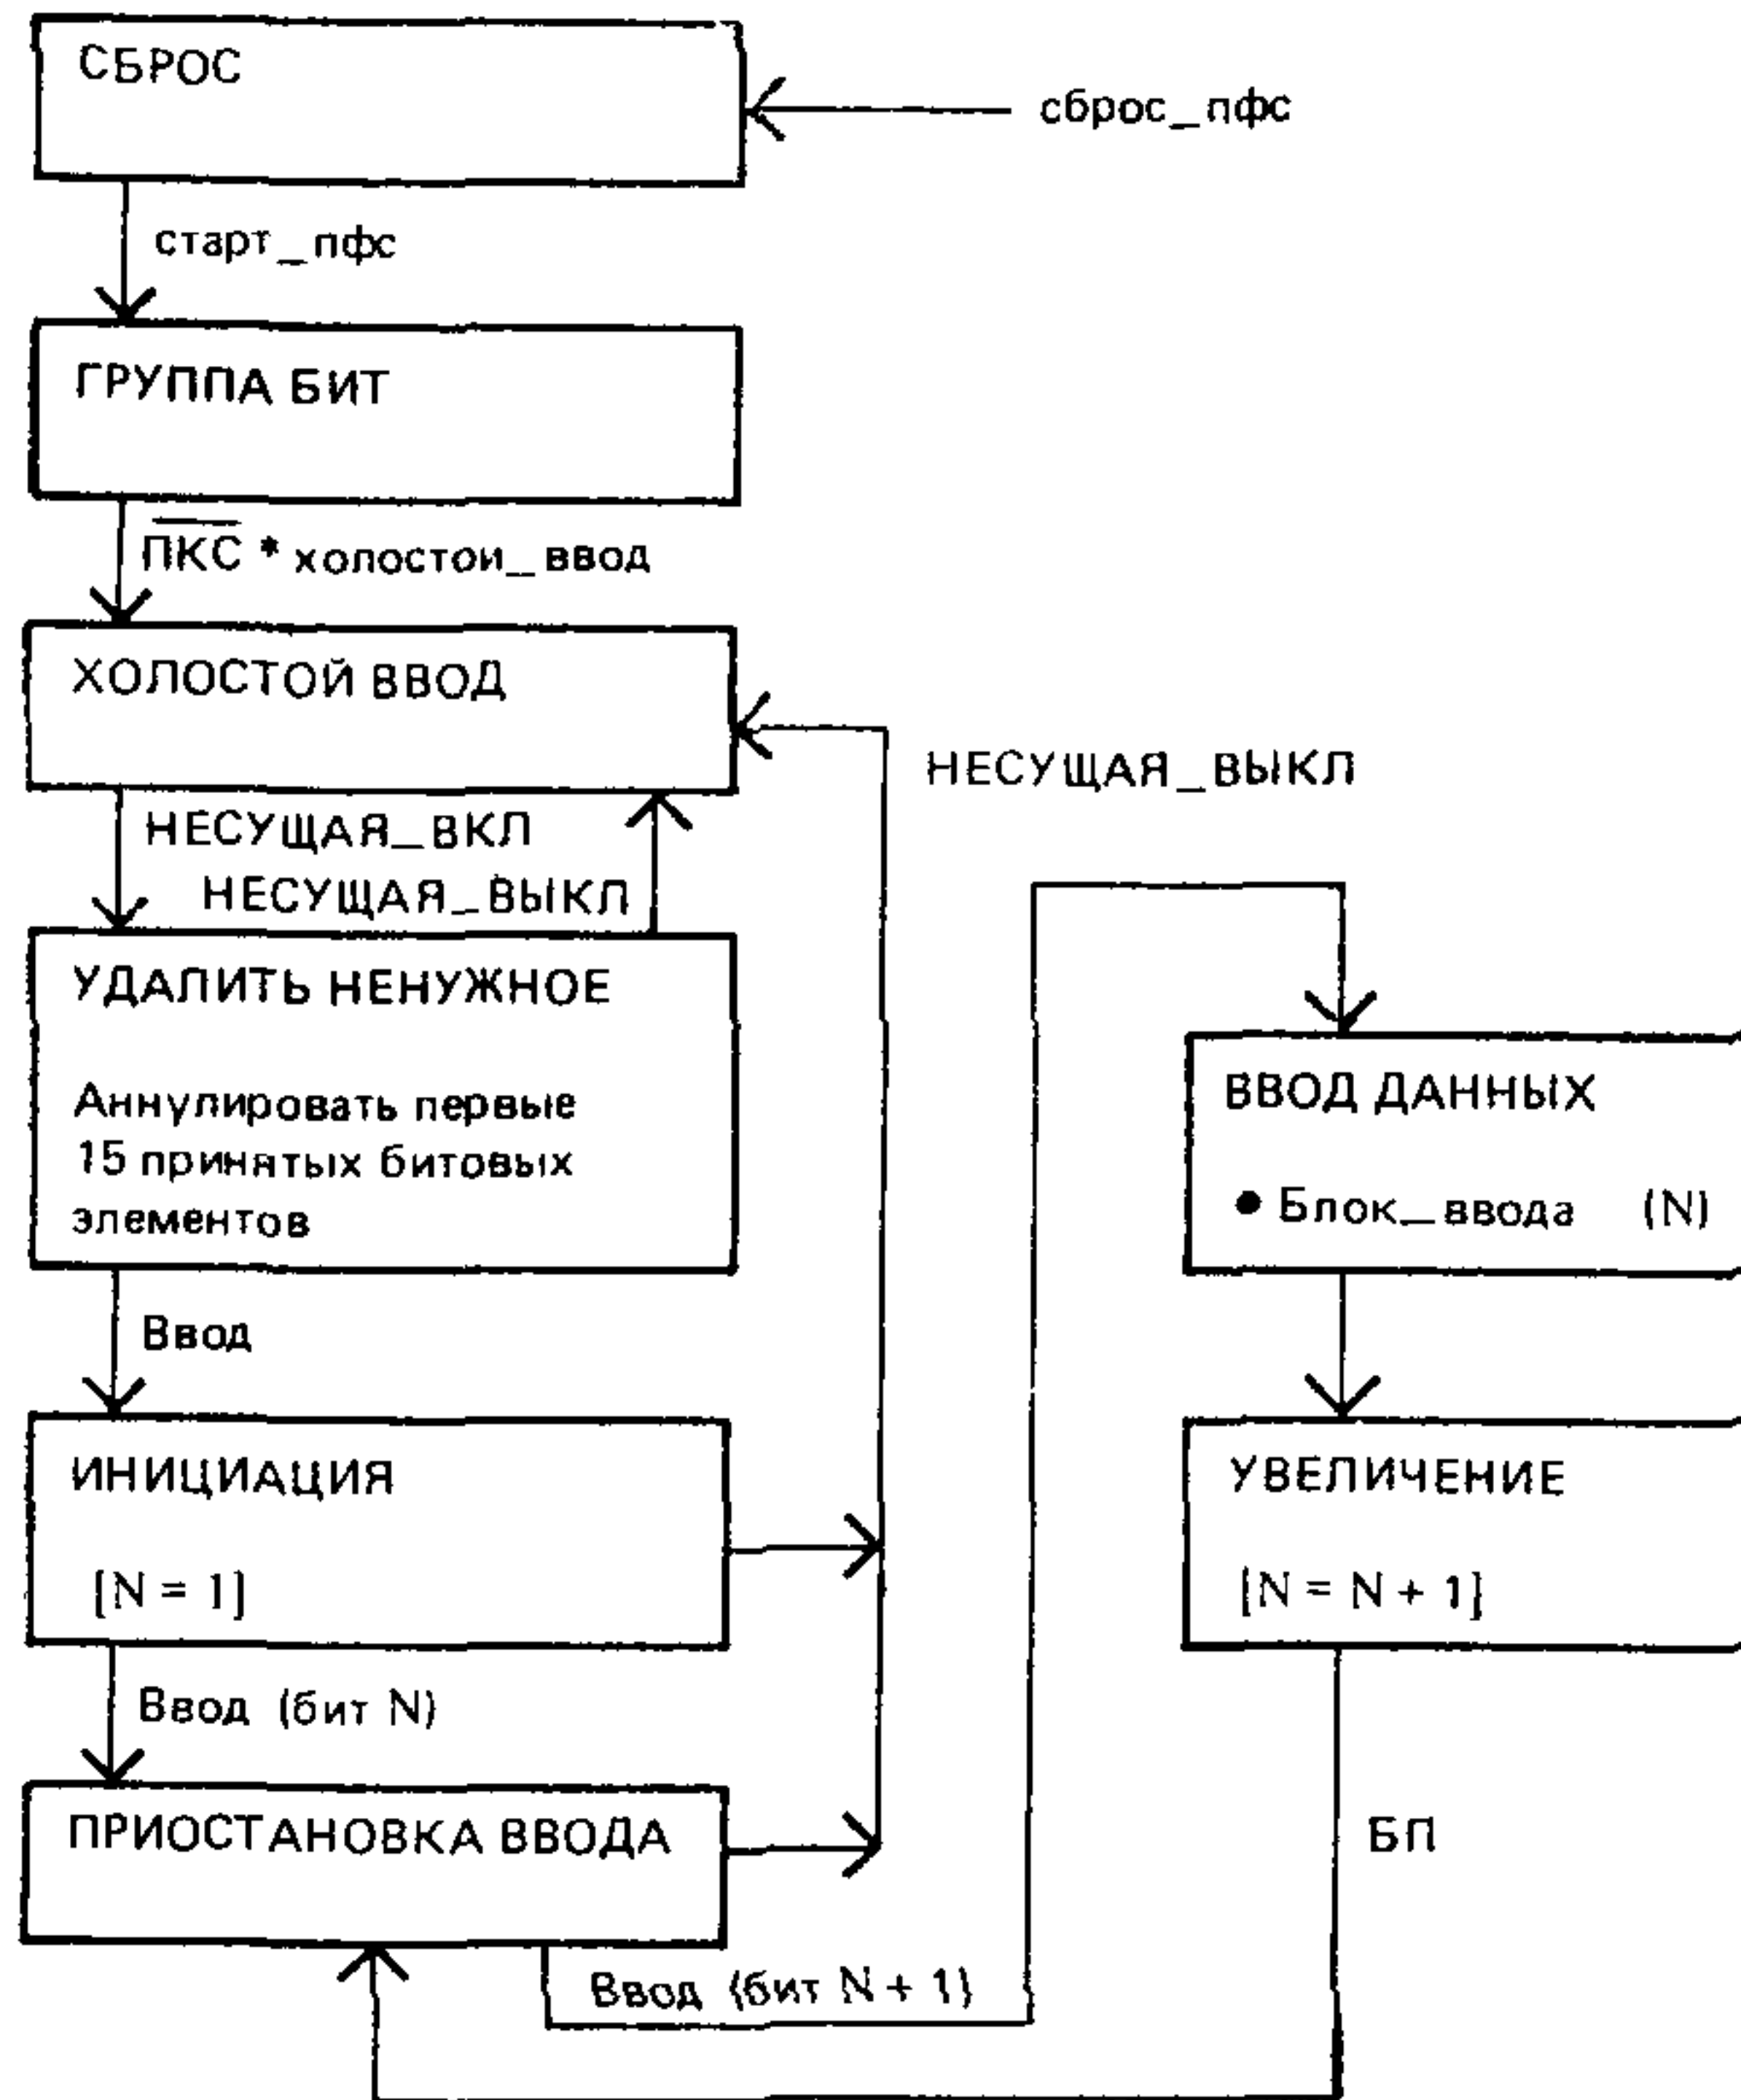 СБРОС
сброс_пфс
старт_пфс
ГРУППА БИТ
ПКС * холостой_ввод
ХОЛОСТОЙ ВВОД
НЕСУЩАЯ_ВЫКЛ
НЕСУЩАЯ_ВКЛ
НЕСУЩАЯ_ВЫКЛ
УДАЛИТЬ НЕНУЖНОЕ
Аннулировать первые
15 принятых битовых
элементов
ВВОД ДАННЫХ
● Блок_ввода (N)
Ввод
ИНИЦИАЦИЯ
[N = 1]
УВЕЛИЧЕНИЕ
[N = N + 1]
Ввод (бит N)
ПРИОСТАНОВКА ВВОДА
БП
Ввод (бит N + 1)